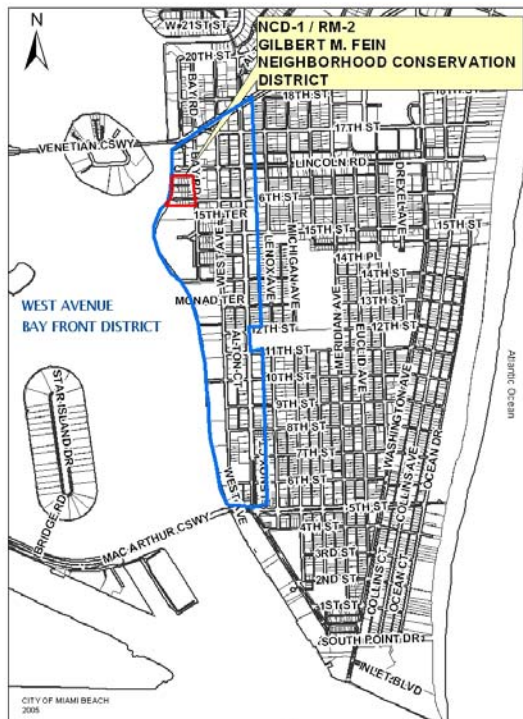 N
W 21ST ST
20TH ST
BAY RD
NCD-1 / RM-2
GILBERT M. FEIN
NEIGHBORHOOD CONSERVATION
DISTRICT
18TH ST
17TH ST
VENETIAN CSWY
LINCOLN RD
DREXEL AVE
6TH ST
15TH TER
15TH ST
15TH ST
WEST AVE
LENOX AVE
MICHIGAN AVE
14TH PL
14TH ST
WEST AVENUE
BAY FRONT DISTRICT
MONAD TER
13TH ST
12TH ST
2TH ST
11TH ST
MERIDIAN AVE
EUCLID AVE
ALTON CT
10TH ST
9TH ST
8TH ST
7TH ST
6TH ST
WASHINGTON AVE
COLLINS AVE
OCEAN DR
Atlantic Ocean
STAR ISLAND DR
BRIDGE RD
WEST AVE
5TH ST
MAC ARTHUR CSWY
4TH ST
3RD ST
2ND ST
1ST ST
COLLINS CT
OCEAN CT
SOUTH POINT DR
INLET BLVD
CITY OF MIAMI BEACH
2005